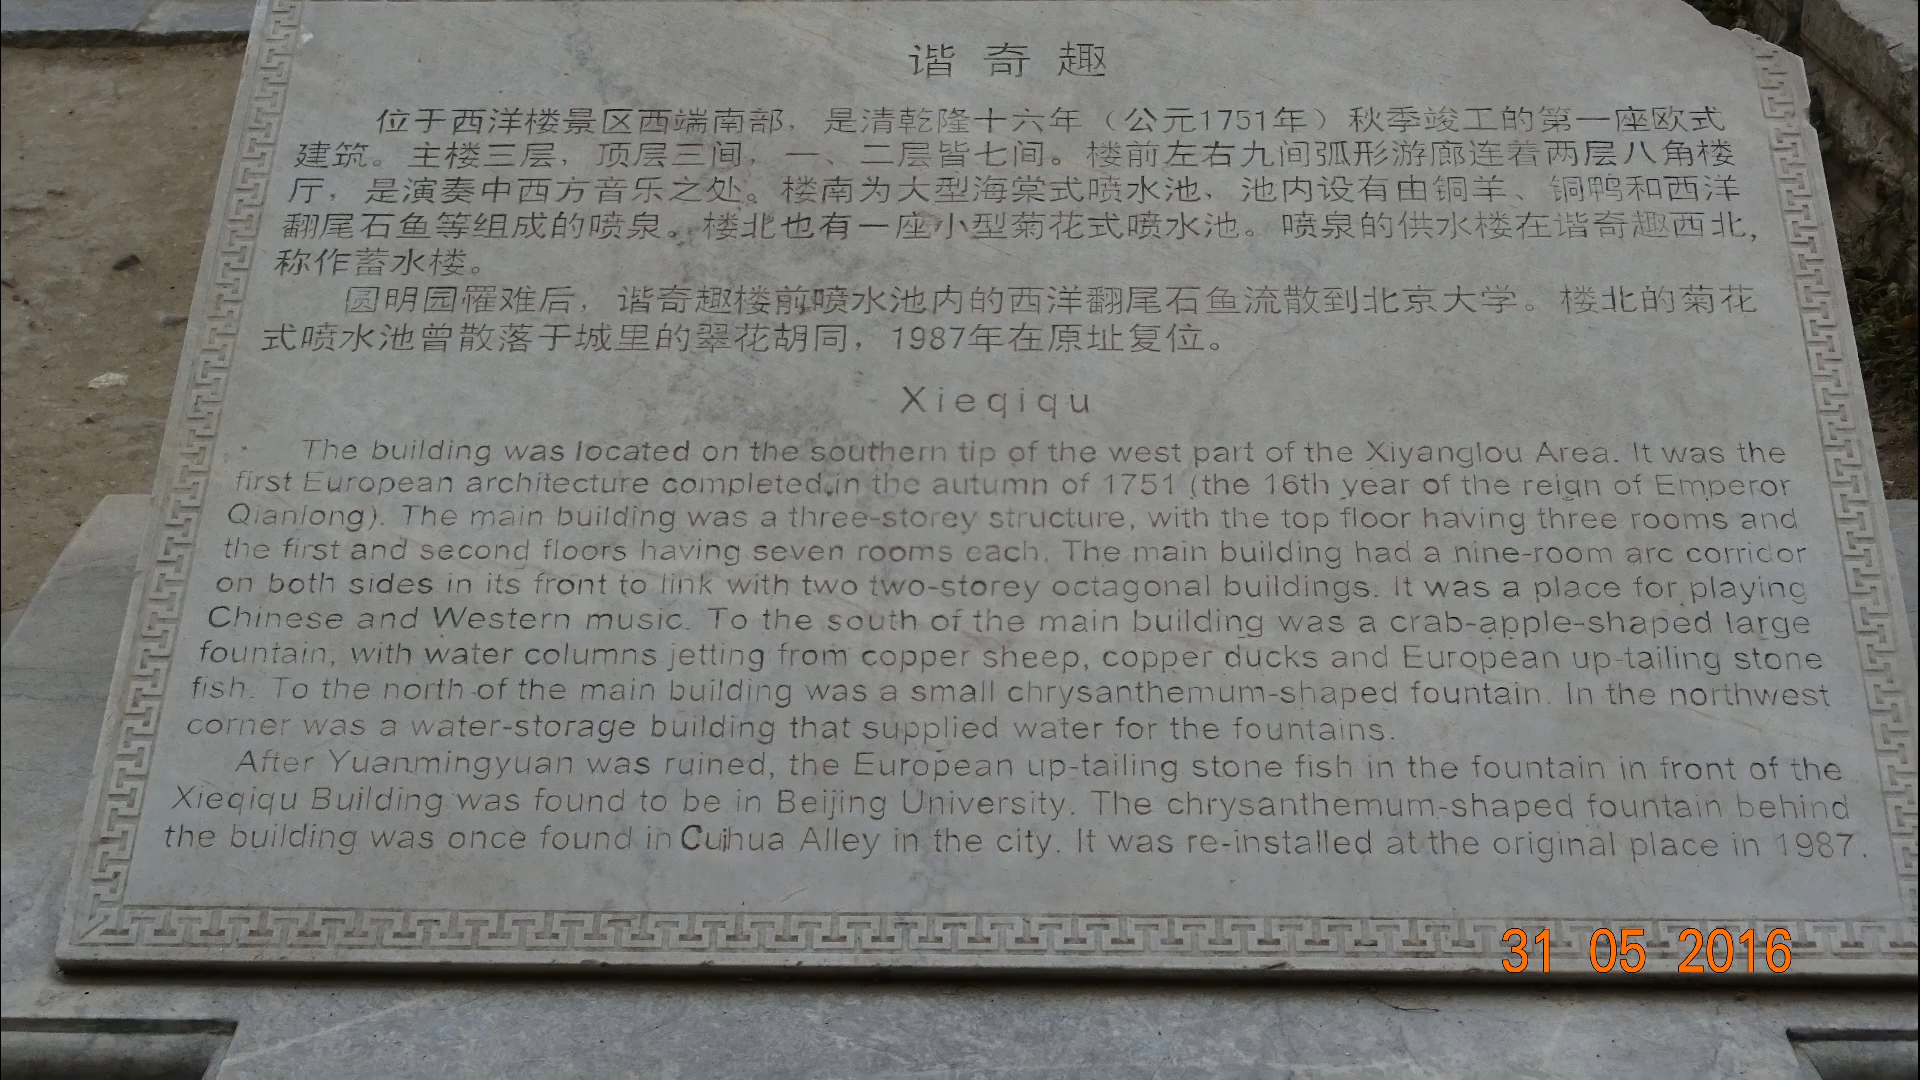 谐奇趣
位于西洋楼景区西端南部，是清乾隆十六年（公元1751年）秋季竣工的第一座欧式
建筑。主楼三层，顶层三间，一、二层皆七间。楼前左右九间弧形游廊连着两层八角楼
厅，是演奏中西方音乐之处。楼南为大型海棠式喷水池，池内设有由铜羊、铜鸭和西洋
翻尾石鱼等组成的喷泉。楼北也有一座小型菊花式喷水池。喷泉的供水楼在谐奇趣西北，
称作蓄水楼。
圆明园罹难后，谐奇趣楼前喷水池内的西洋翻尾石鱼流散到北京大学。楼北的菊花
式喷水池曾散落于城里的翠花胡同，1987年在原址复位。
Xieqiqu
The building was located on the southern tip of the west part of the Xiyanglou Area. It was the
first European architecture completed in the autumn of 1751 (the 16th year of the reign of Emperor
Qianlong). The main building was a three-storey structure, with the top floor having three rooms and
the first and second floors having seven rooms each. The main building had a nine-room arc corridor
on both sides in its front to link with two two-storey octagonal buildings. It was a place for playing
Chinese and Western music. To the south of the main building was a crab-apple-shaped large
fountain, with water columns jetting from copper sheep, copper ducks and European up-tailing stone
fish. To the north of the main building was a small chrysanthemum-shaped fountain. In the northwest
corner was a water-storage building that supplied water for the fountains.
After Yuanmingyuan was ruined, the European up-tailing stone fish in the fountain in front of the
Xieqiqu Building was found to be in Beijing University. The chrysanthemum-shaped fountain behind
the building was once found in Cuihua Alley in the city. It was re-installed at the original place in 1987.
31 05 2016